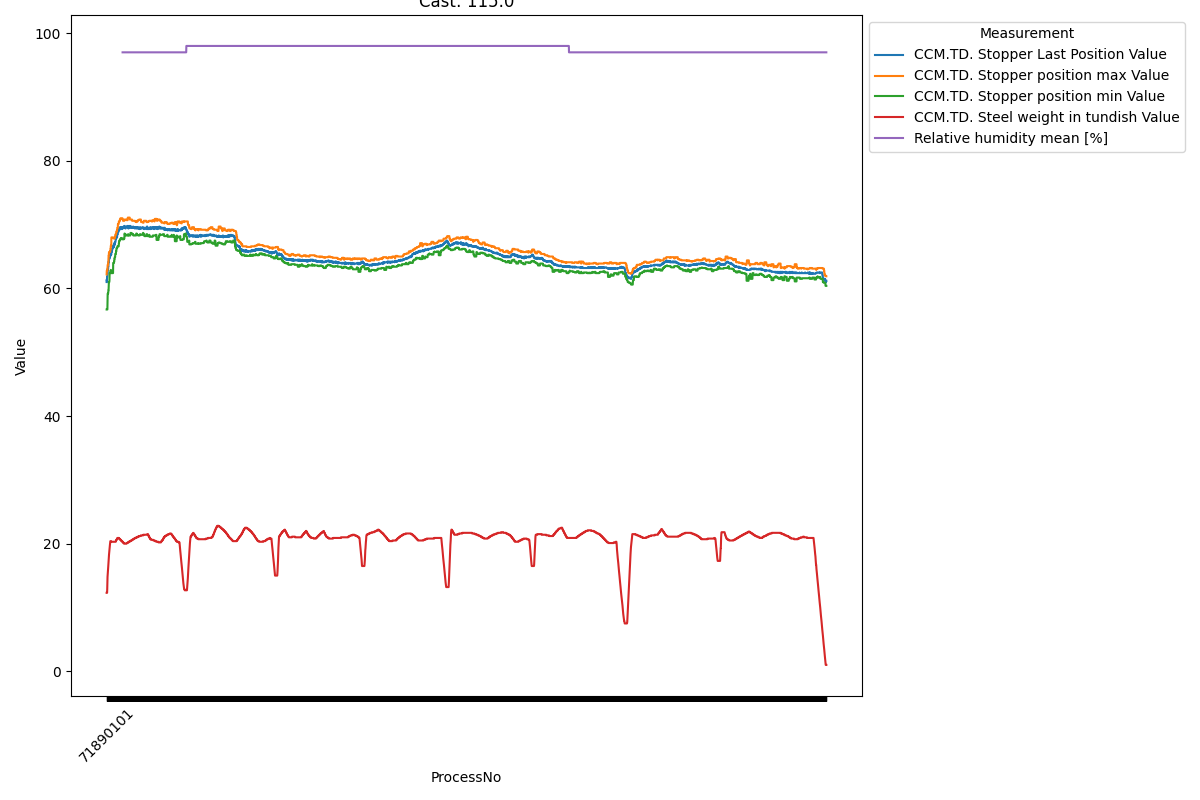 Cast: 115.0
100
80
60
40
20
0
Value
71890101
ProcessNo
Measurement
CCM.TD. Stopper Last Position Value
CCM.TD. Stopper position max Value
CCM.TD. Stopper position min Value
CCM.TD. Steel weight in tundish Value
Relative humidity mean [%]